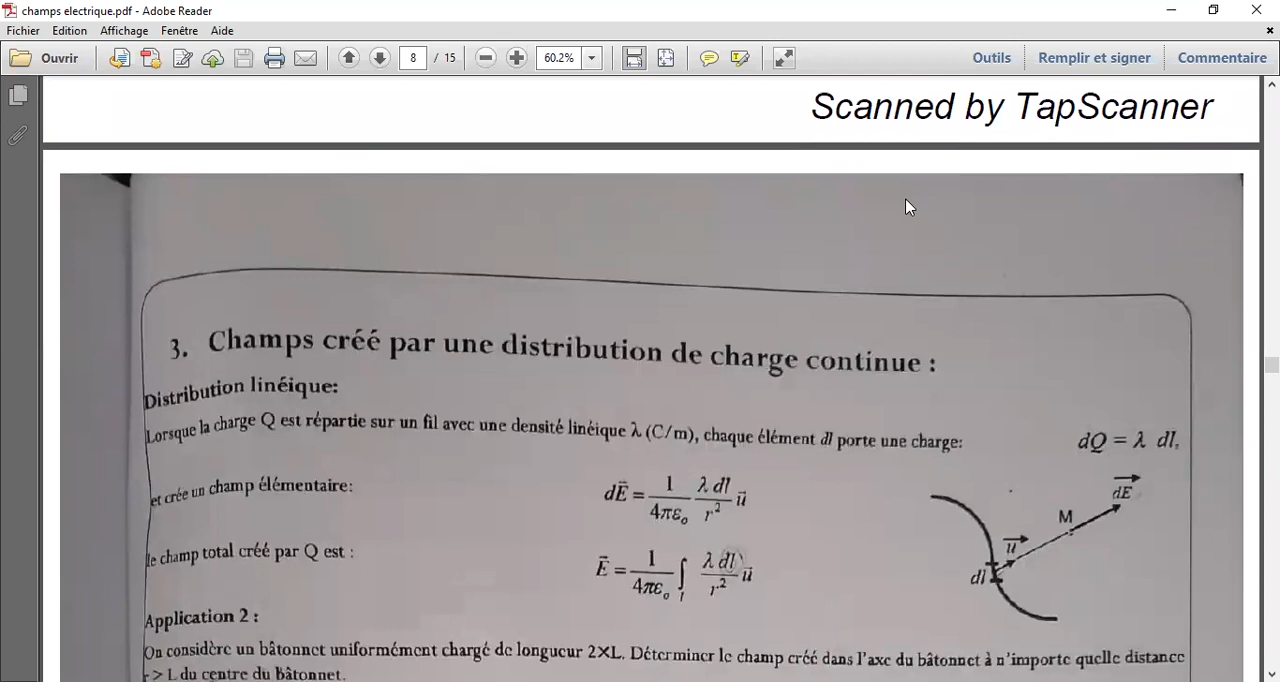 champs electrique.pdf - Adobe Reader
Fichier Edition Affichage Fenêtre Aide
Ouvrir 8 / 15 60.2% Outils Remplir et signer Commentaire
Scanned by TapScanner
3. Champs créé par une distribution de charge continue :
Distribution linéique:
Lorsque la charge Q est répartie sur un fil avec une densité linéique λ (C/m), chaque élément dl porte une charge: dQ = λ dl,
et crée un champ élémentaire: dE⃗ = 1/4πε₀ λ dl/r² u⃗
dE⃗
M
u⃗
dl
le champ total créé par Q est : E⃗ = 1/4πε₀ ∫l λ dl/r² u⃗
Application 2 :
On considère un bâtonnet uniformément chargé de longueur 2×L. Déterminer le champ créé dans l'axe du bâtonnet à n'importe quelle distance
r > L du centre du bâtonnet.